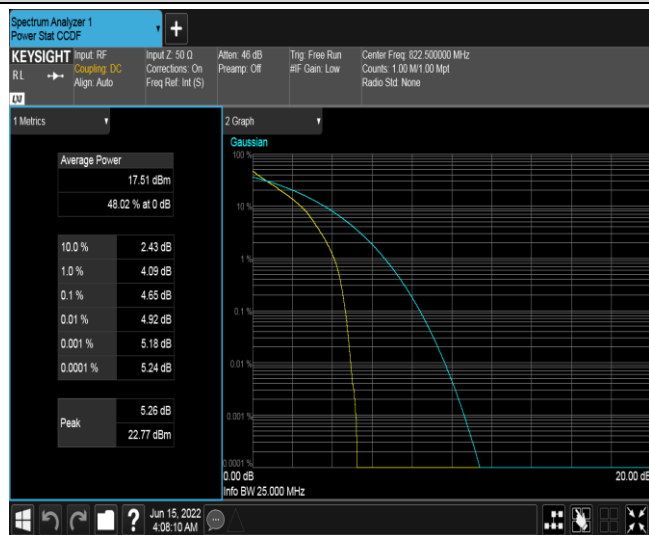 Spectrum Analyzer 1
Power Stat CCDF
+
KEYSIGHT
RL
LXI
Input: RF
Coupling: DC
Align: Auto
Input Z: 50 Ω
Corrections: On
Freq Ref: Int (S)
Atten: 46 dB
Preamp: Off
Trig: Free Run
#IF Gain: Low
Center Freq: 822.500000 MHz
Counts: 1.00 M/1.00 Mpt
Radio Std: None
1 Metrics
Average Power
17.51 dBm
48.02 % at 0 dB
10.0 % 2.43 dB
1.0 % 4.09 dB
0.1 % 4.65 dB
0.01 % 4.92 dB
0.001 % 5.18 dB
0.0001 % 5.24 dB
Peak
5.26 dB
22.77 dBm
2 Graph
Gaussian
100 %
10 %
1 %
0.1 %
0.01 %
0.001 %
0.0001 %
0.00 dB
20.00 dB
Info BW 25.000 MHz
?
Jun 15, 2022
4:08:10 AM